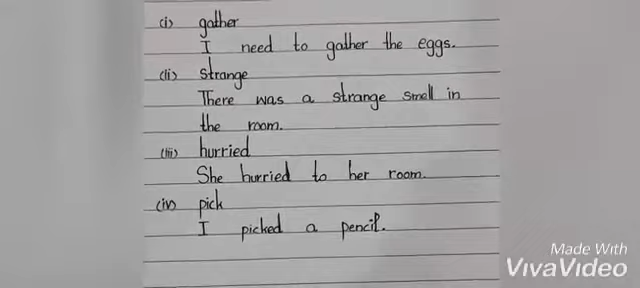 (i) gather
I need to gather the eggs.
(ii) strange
There was a strange smell in
the room.
(iii) hurried
She hurried to her room.
(iv) pick
I picked a pencil.
Made With
VivaVideo